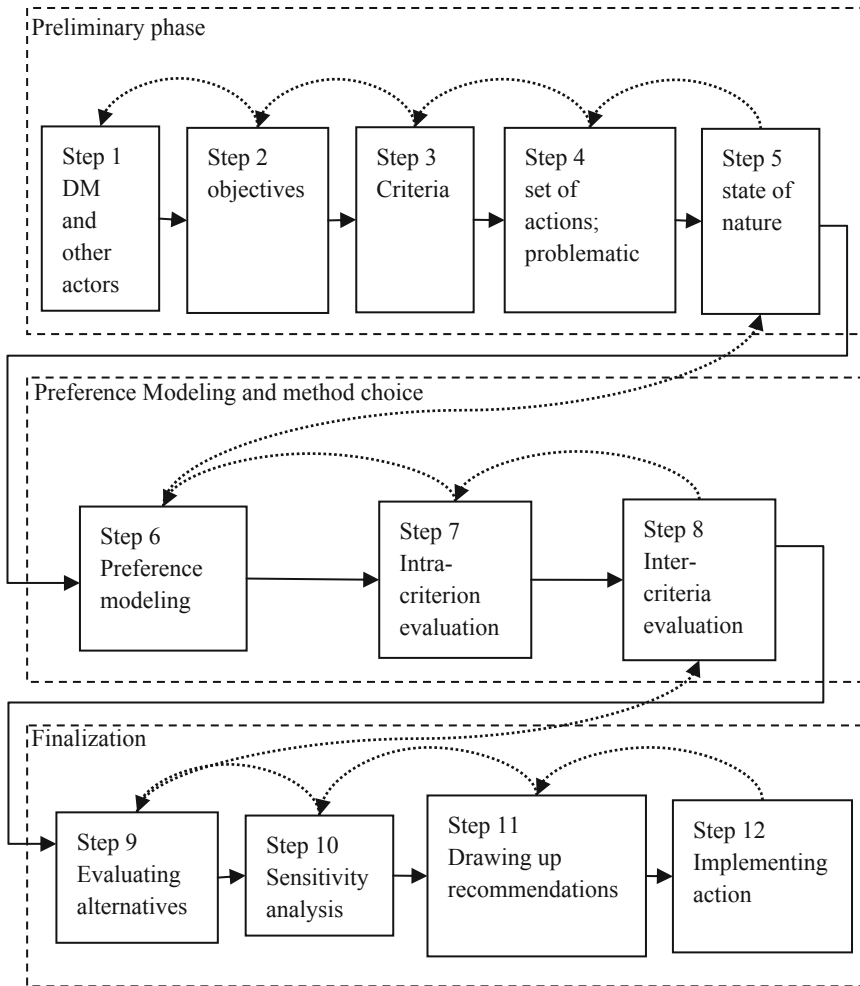 Preliminary phase
Step 1
DM
and
other
actors
Step 2
objectives
Step 3
Criteria
Step 4
set of
actions;
problematic
Step 5
state of
nature
Preference Modeling and method choice
Step 6
Preference
modeling
Step 7
Intra-
criterion
evaluation
Step 8
Inter-
criteria
evaluation
Finalization
Step 9
Evaluating
alternatives
Step 10
Sensitivity
analysis
Step 11
Drawing up
recommendations
Step 12
Implementing
action